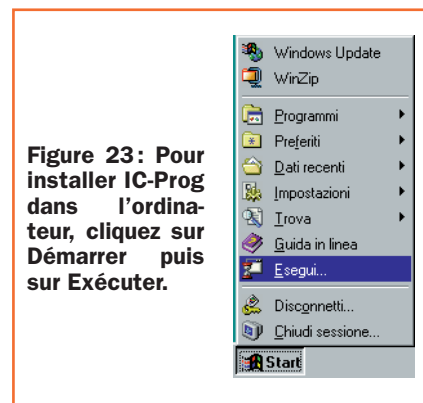 Figure 23: Pour
installer IC-Prog
dans l'ordina-
teur, cliquez sur
Démarrer puis
sur Exécuter.
Windows Update
WinZip
Programmi
Preferiti
Dati recenti
Impostazioni
Trova
Guida in linea
Esegui...
Disconnetti...
Chiudi sessione...
Start